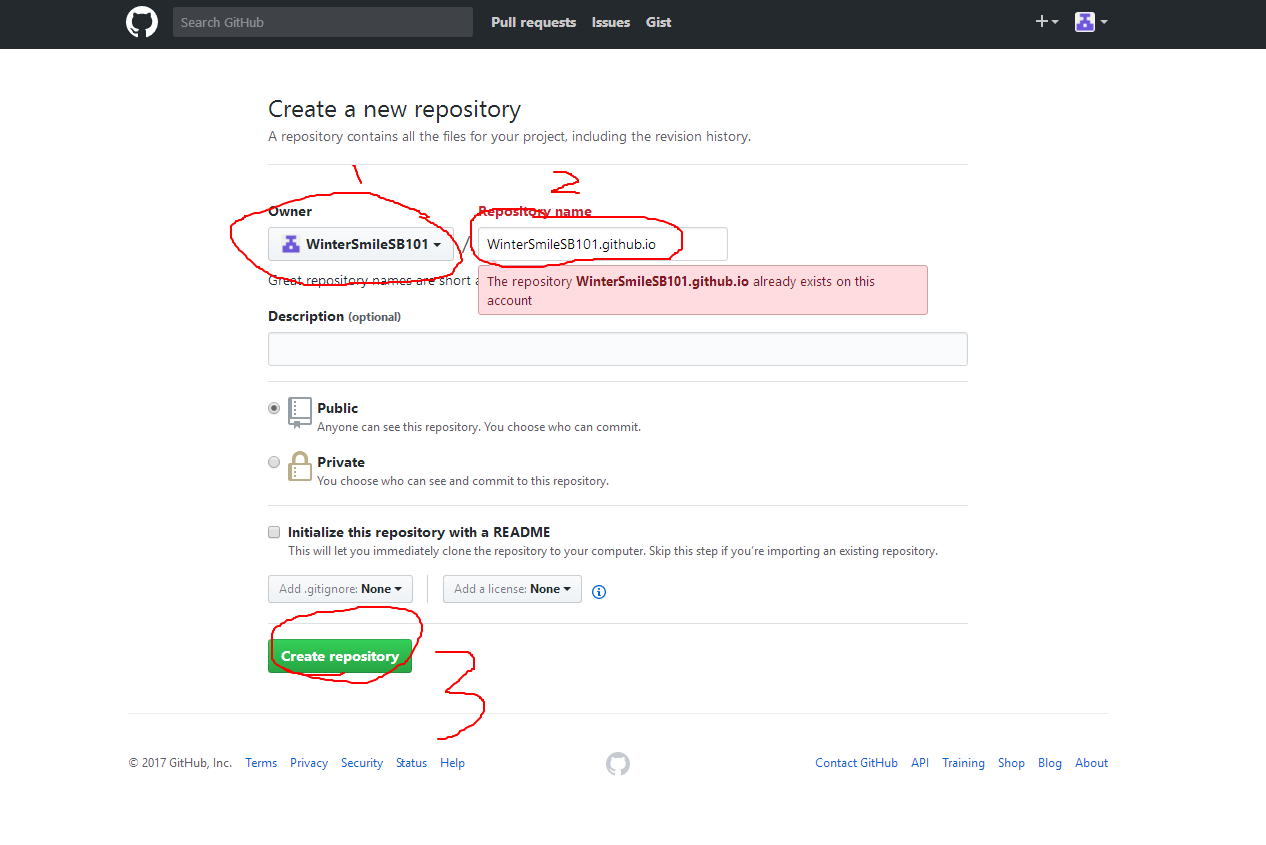 Search GitHub Pull requests Issues Gist
Create a new repository
A repository contains all the files for your project, including the revision history.
1 2
Owner Repository name
WinterSmileSB101 / WinterSmileSB101.github.io
Great repository names are short a
The repository WinterSmileSB101.github.io already exists on this
account
Description (optional)
Public
Anyone can see this repository. You choose who can commit.
Private
You choose who can see and commit to this repository.
Initialize this repository with a README
This will let you immediately clone the repository to your computer. Skip this step if you’re importing an existing repository.
Add .gitignore: None Add a license: None
Create repository 3
© 2017 GitHub, Inc. Terms Privacy Security Status Help Contact GitHub API Training Shop Blog About